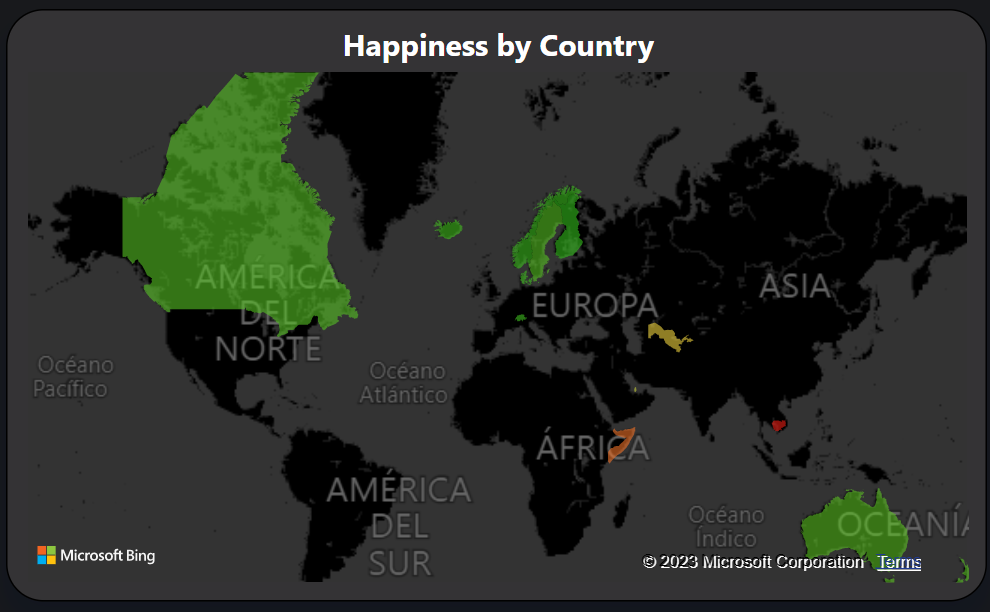 Happiness by Country
AMÉRICA
DEL
NORTE
EUROPA
ASIA
Océano
Pacífico
Océano
Atlántico
ÁFRICA
AMÉRICA
DEL
SUR
Océano
Índico
OCEANÍA
Microsoft Bing
© 2023 Microsoft Corporation Terms